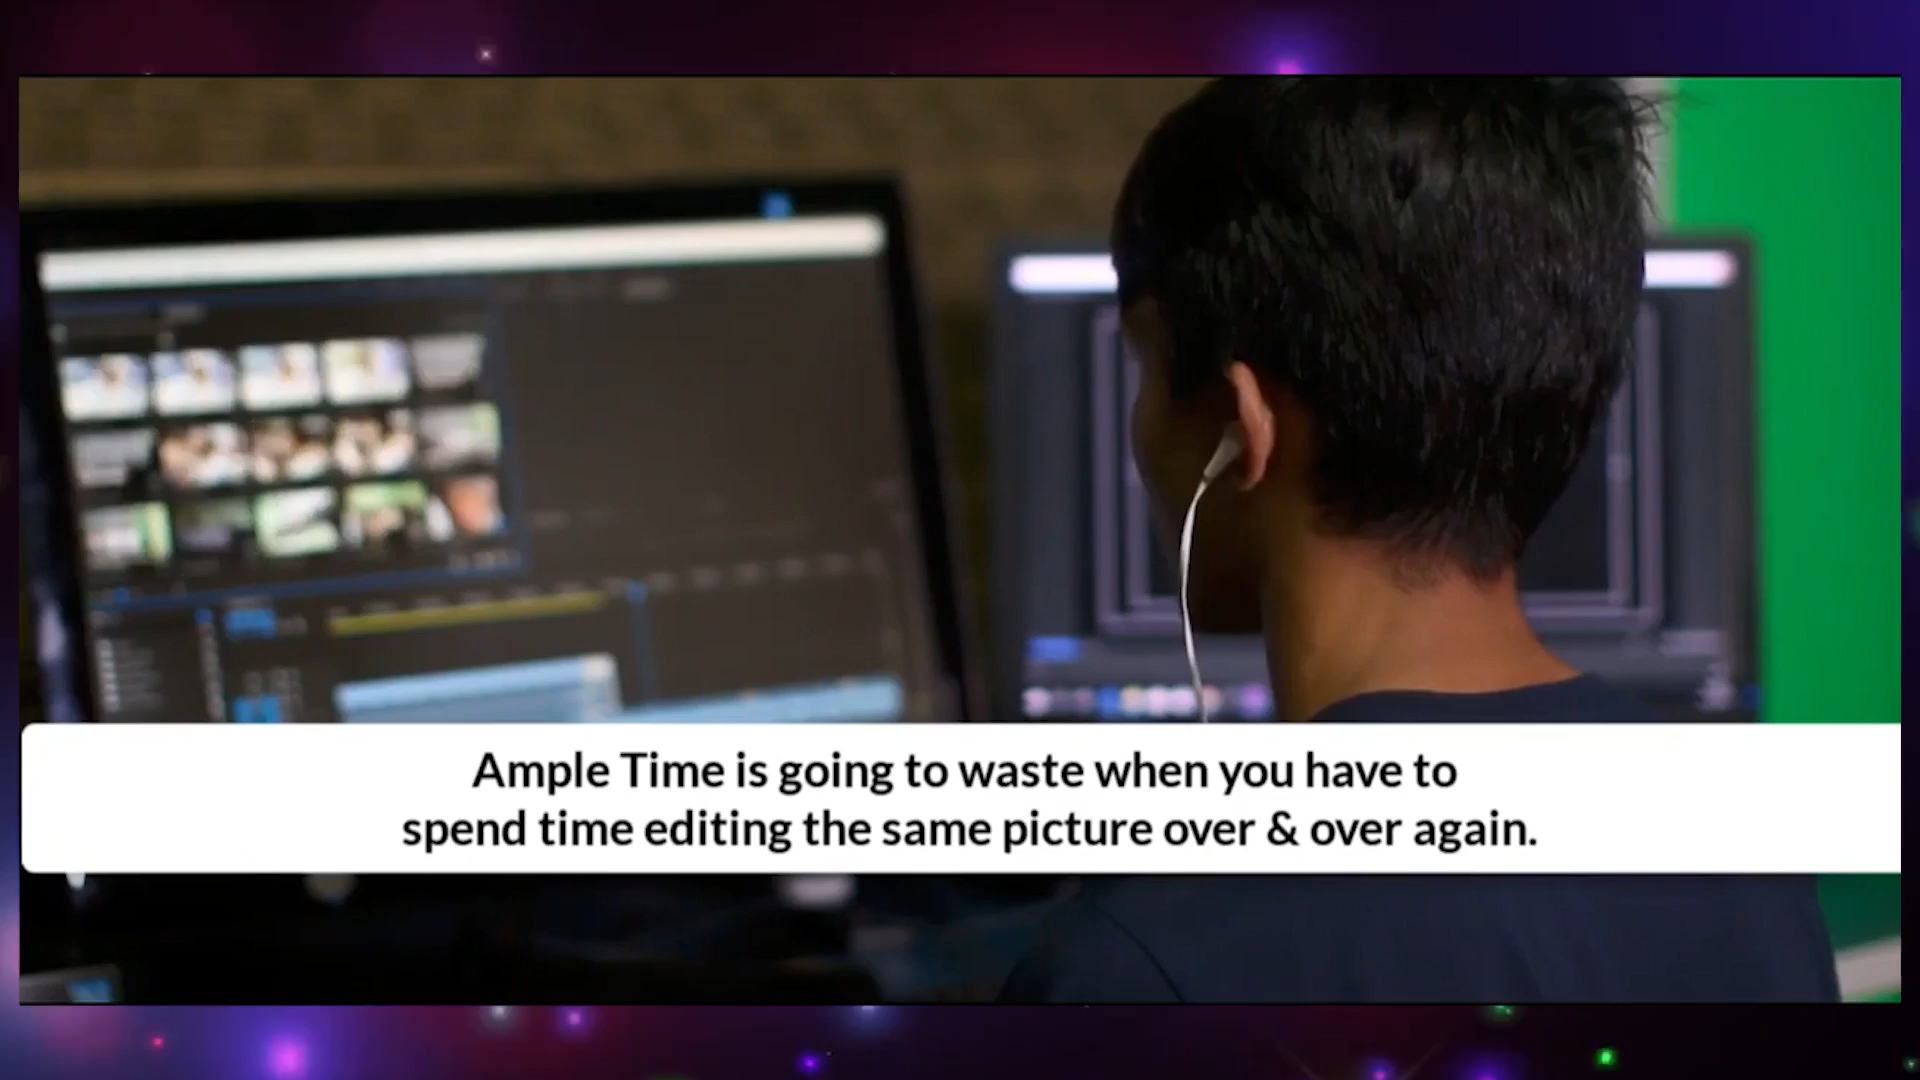 Ample Time is going to waste when you have to
spend time editing the same picture over & over again.